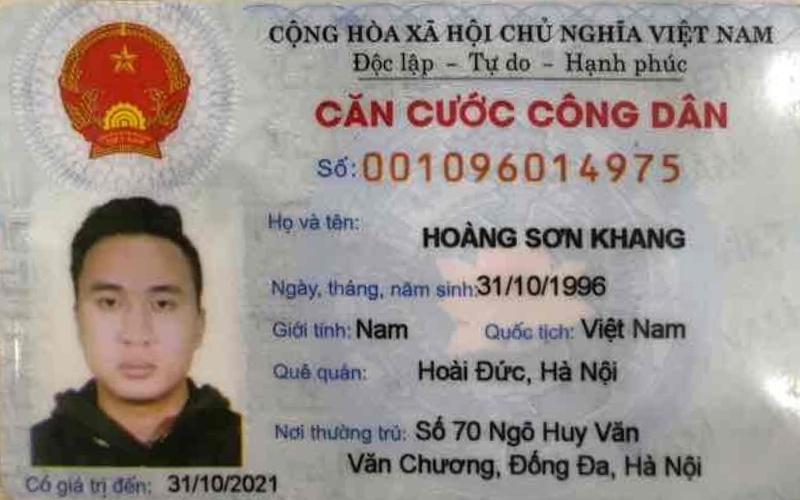 CỘNG HÒA XÃ HỘI CHỦ NGHĨA VIỆT NAM
Độc lập - Tự do - Hạnh phúc
CĂN CƯỚC CÔNG DÂN
Số: 001096014975
Họ và tên: HOÀNG SƠN KHANG
Ngày, tháng, năm sinh: 31/10/1996
Giới tính: Nam Quốc tịch: Việt Nam
Quê quán: Hoài Đức, Hà Nội
Nơi thường trú: Số 70 Ngõ Huy Văn
Văn Chương, Đống Đa, Hà Nội
Có giá trị đến: 31/10/2021